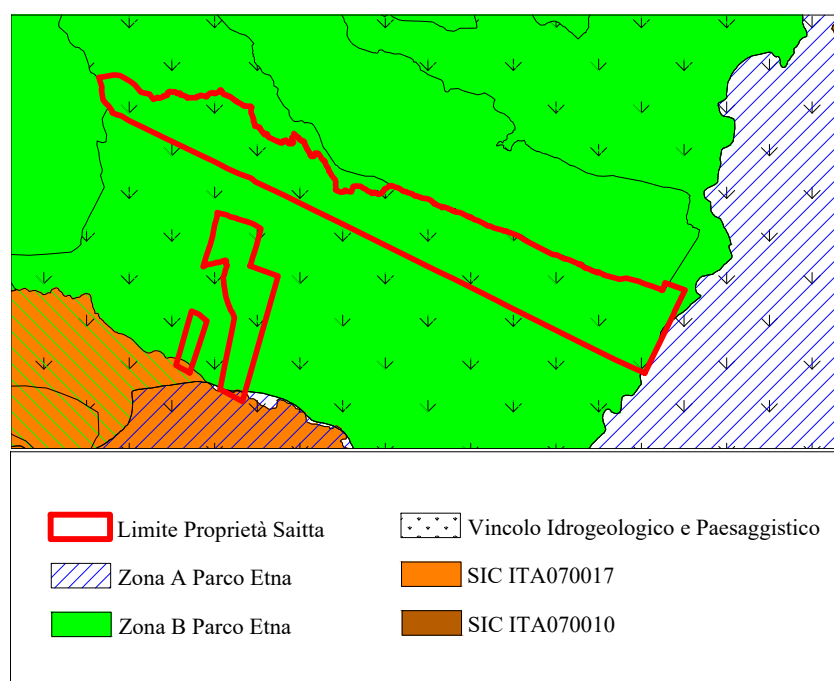 Limite Proprietà Saitta
Vincolo Idrogeologico e Paesaggistico
Zona A Parco Etna
SIC ITA070017
Zona B Parco Etna
SIC ITA070010